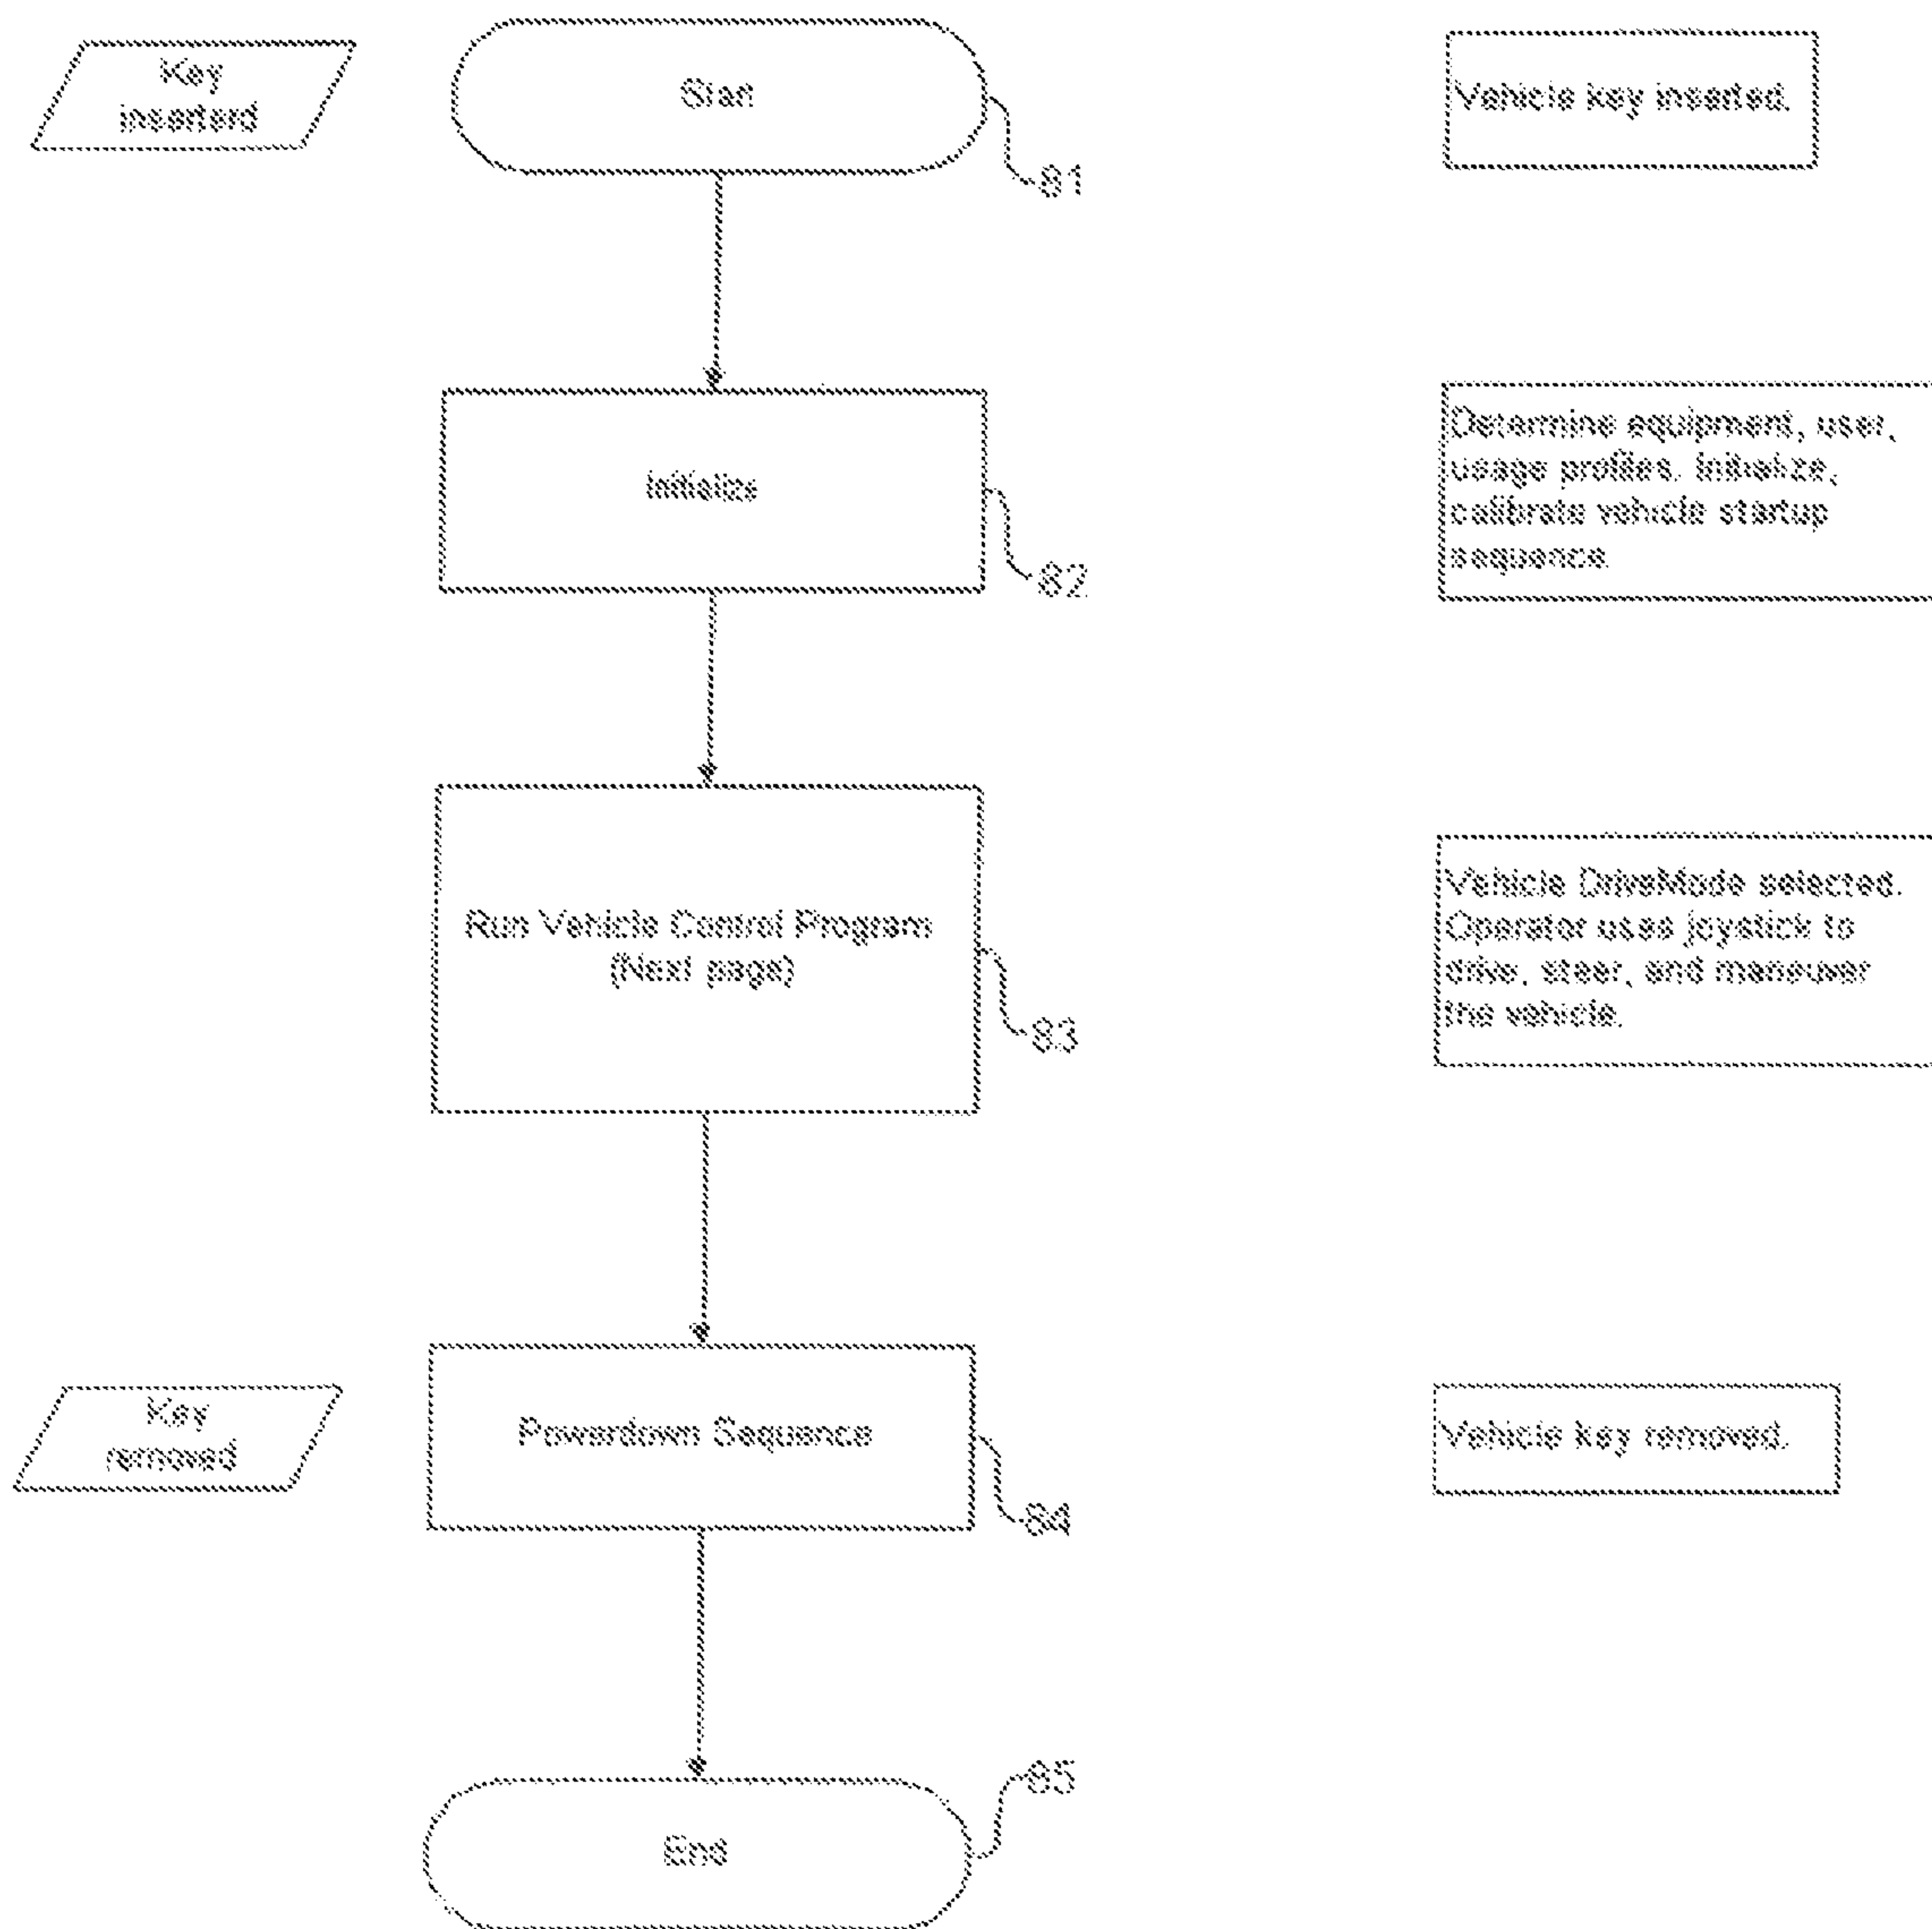 Key
inserterd
Start
81
Vehicle key inserted.
Initialize
82
Determine equipment, user,
usage profiles. Initialize,
calibrate vehicle startup
sequence
Run Vehicle Control Program
(Next page)
83
Vehicle DriveMode selected.
Operator uses joystick to
drive, steer, and maneuver
the vehicle.
Key
removed
Powerdown Sequence
84
Vehicle key removed.
End
85